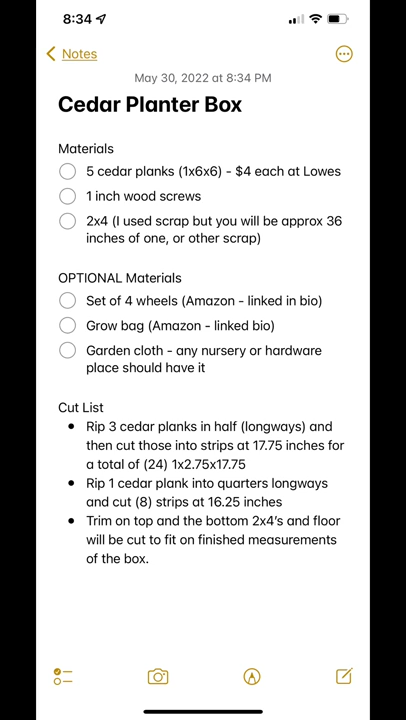 8:34
Notes
May 30, 2022 at 8:34 PM
Cedar Planter Box
Materials
5 cedar planks (1x6x6) - $4 each at Lowes
1 inch wood screws
2x4 (I used scrap but you will be approx 36
inches of one, or other scrap)
OPTIONAL Materials
Set of 4 wheels (Amazon - linked in bio)
Grow bag (Amazon - linked bio)
Garden cloth - any nursery or hardware
place should have it
Cut List
• Rip 3 cedar planks in half (longways) and
then cut those into strips at 17.75 inches for
a total of (24) 1x2.75x17.75
• Rip 1 cedar plank into quarters longways
and cut (8) strips at 16.25 inches
• Trim on top and the bottom 2x4's and floor
will be cut to fit on finished measurements
of the box.